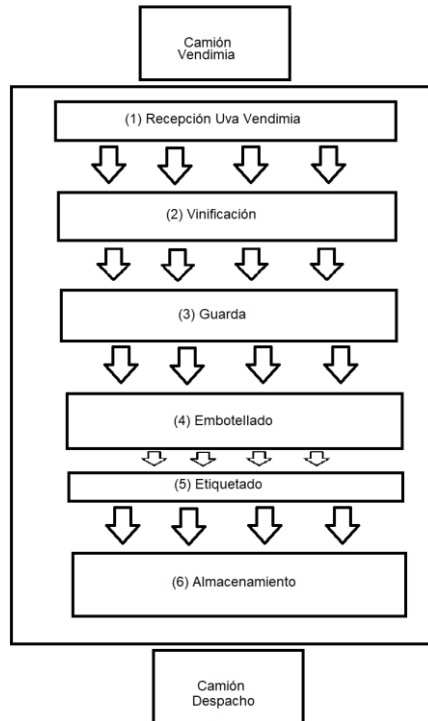 Camión
Vendimia
(1) Recepción Uva Vendimia
(2) Vinificación
(3) Guarda
(4) Embotellado
(5) Etiquetado
(6) Almacenamiento
Camión
Despacho